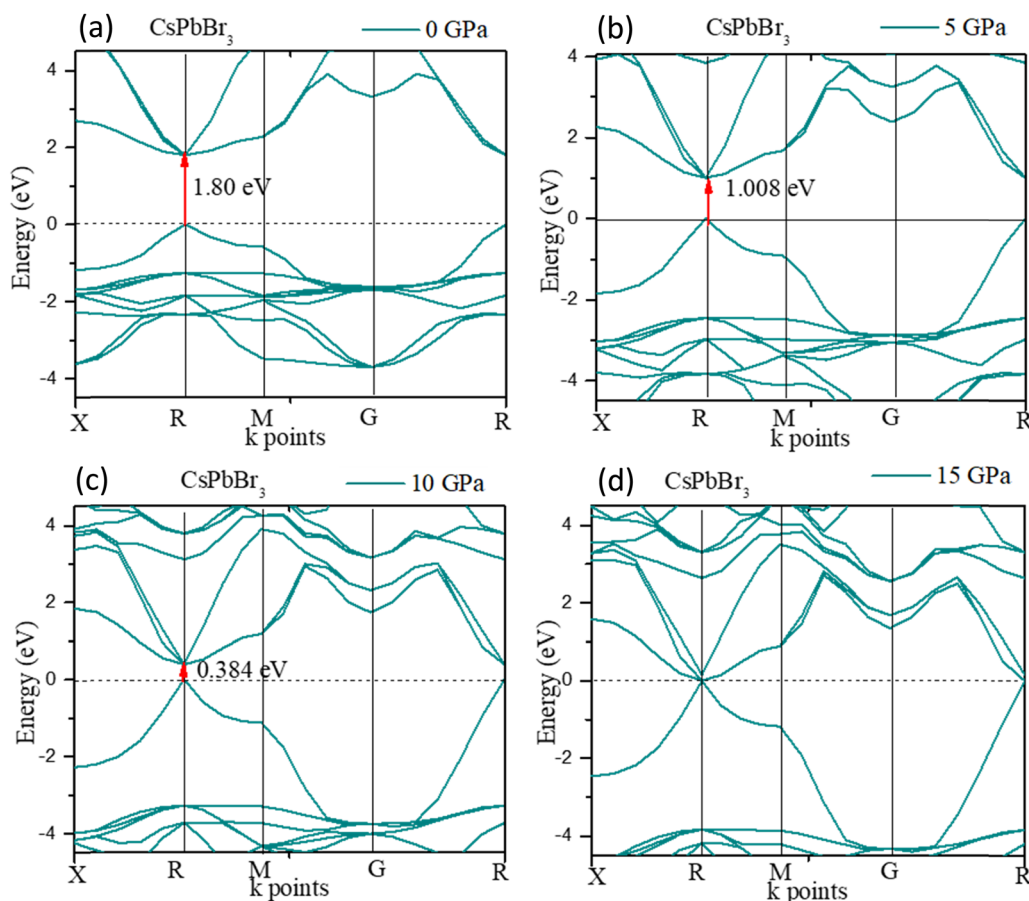 (a) CsPbBr₃ 0 GPa
4
2
0
-2
-4
Energy (eV)
1.80 eV
X R M G R
k points
(b) CsPbBr₃ 5 GPa
4
2
0
-2
-4
Energy (eV)
1.008 eV
X R M G R
k points
(c) CsPbBr₃ 10 GPa
4
2
0
-2
-4
Energy (eV)
0.384 eV
X R M G R
k points
(d) CsPbBr₃ 15 GPa
4
2
0
-2
-4
Energy (eV)
X R M G R
k points